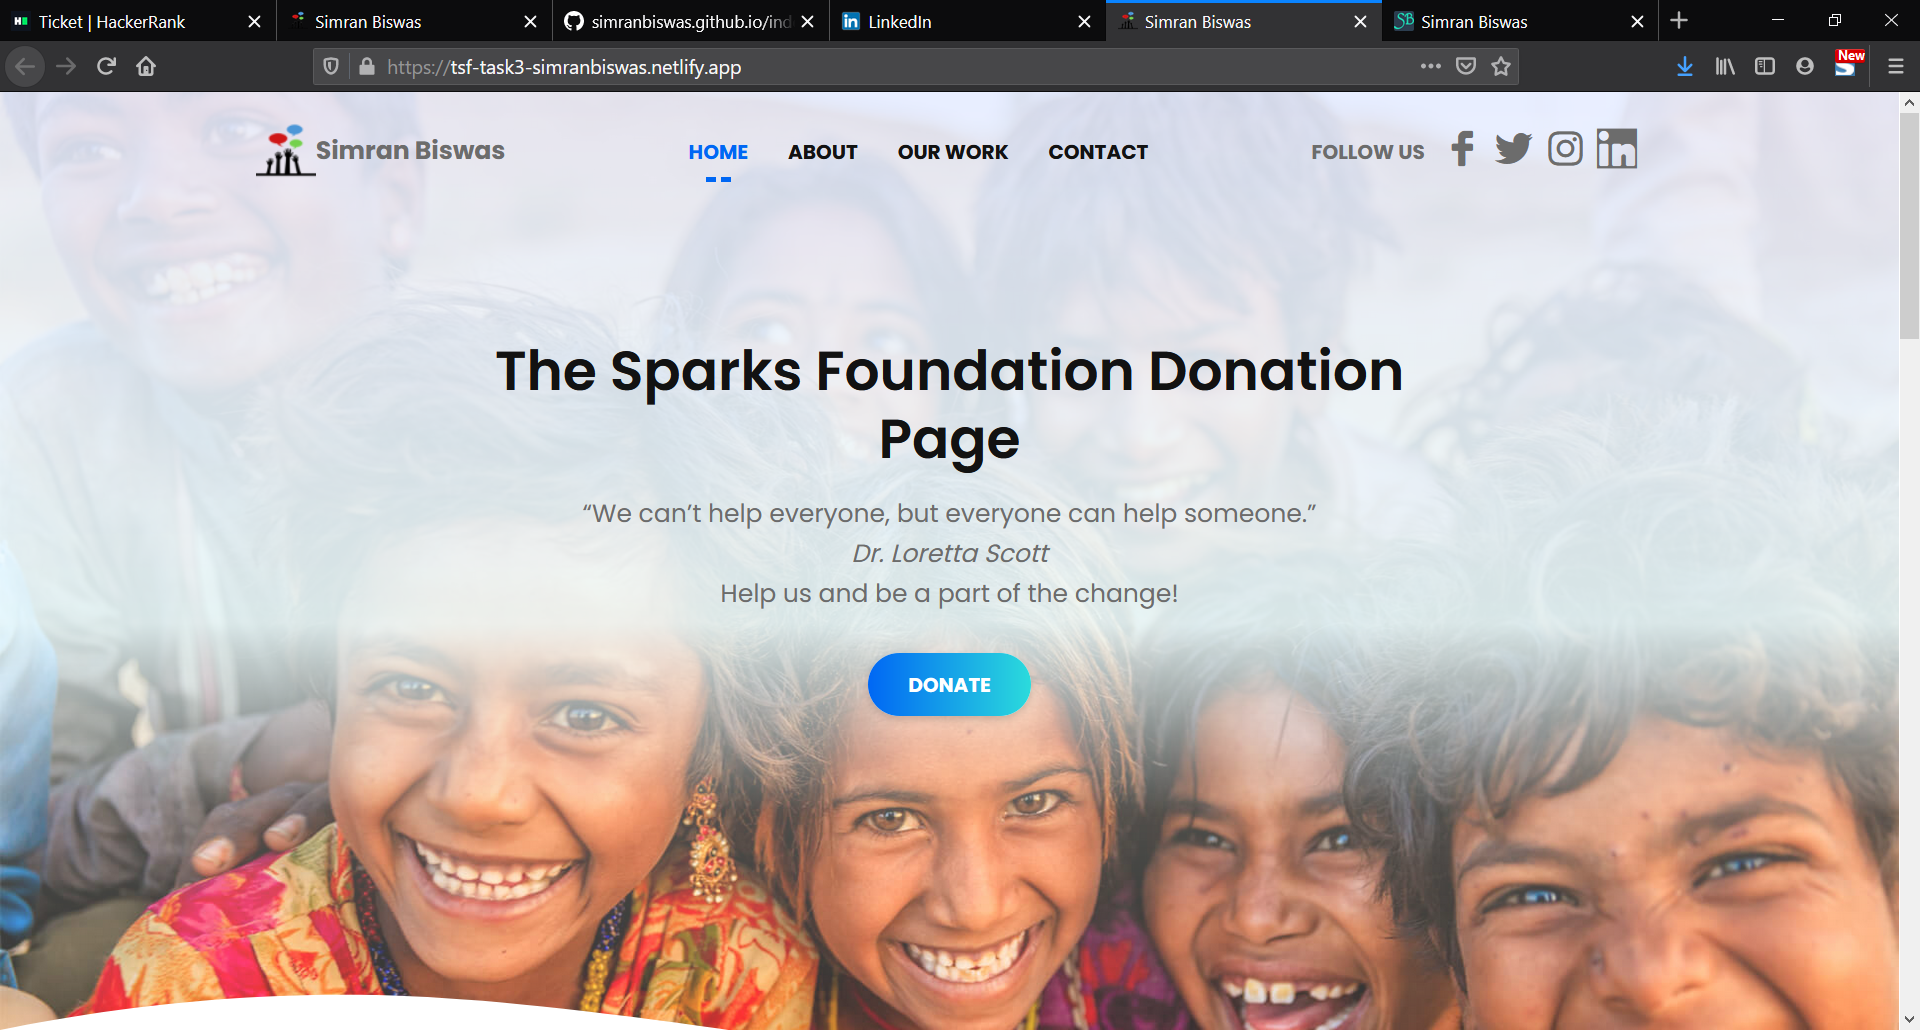 Ticket | HackerRank
Simran Biswas
simranbiswas.github.io/ind
LinkedIn
Simran Biswas
SB Simran Biswas
https://tsf-task3-simranbiswas.netlify.app
New
Simran Biswas
HOME
ABOUT
OUR WORK
CONTACT
FOLLOW US
The Sparks Foundation Donation
Page
“We can’t help everyone, but everyone can help someone.”
Dr. Loretta Scott
Help us and be a part of the change!
DONATE